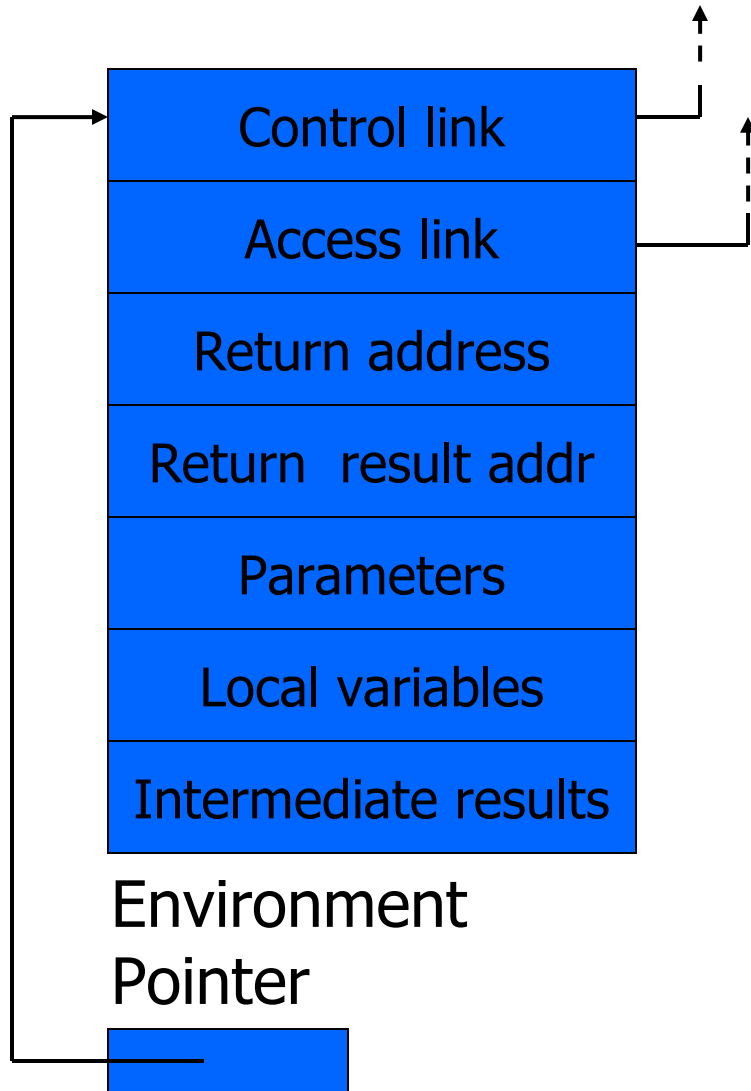 Control link
Access link
Return address
Return  result addr
Parameters
Local variables
Intermediate results
Environment
Pointer